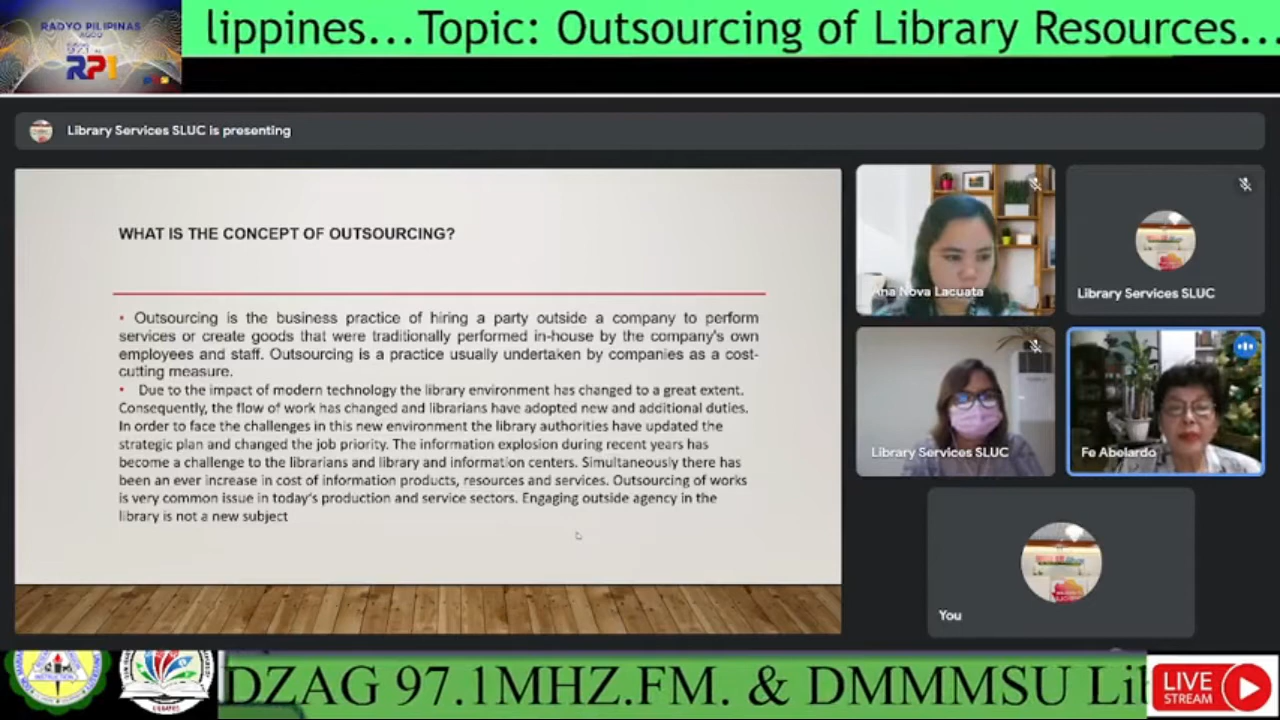 RADYO PILIPINAS
AGOO
RP1
lippines...Topic: Outsourcing of Library Resources...
Library Services SLUC is presenting
WHAT IS THE CONCEPT OF OUTSOURCING?
• Outsourcing is the business practice of hiring a party outside a company to perform
services or create goods that were traditionally performed in-house by the company's own
employees and staff. Outsourcing is a practice usually undertaken by companies as a cost-
cutting measure.
• Due to the impact of modern technology the library environment has changed to a great extent.
Consequently, the flow of work has changed and librarians have adopted new and additional duties.
In order to face the challenges in this new environment the library authorities have updated the
strategic plan and changed the job priority. The information explosion during recent years has
become a challenge to the librarians and library and information centers. Simultaneously there has
been an ever increase in cost of information products, resources and services. Outsourcing of works
is very common issue in today's production and service sectors. Engaging outside agency in the
library is not a new subject
Ana Nova Lacuata
Library Services SLUC
Library Services SLUC
Fe Abelardo
You
INSTRUCTION
DZAG 97.1MHZ.FM. & DMMMSU Lib
LIVE
STREAM